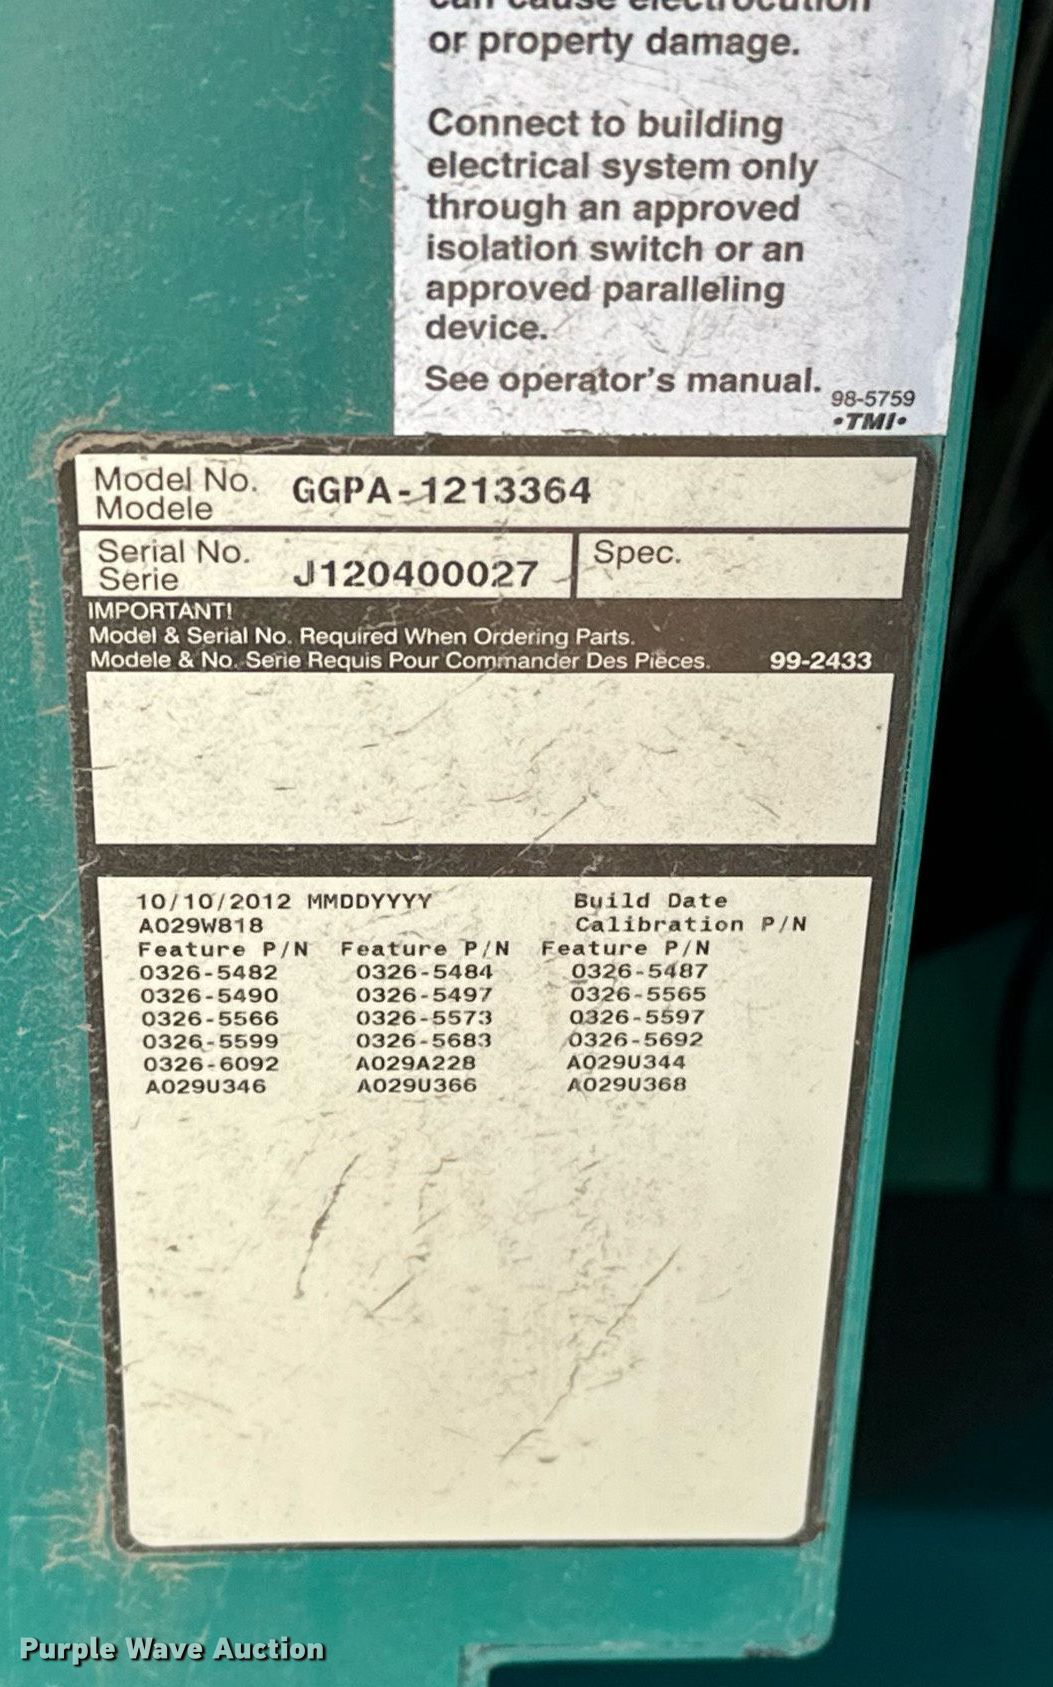 can cause electrocution
or property damage.
Connect to building
electrical system only
through an approved
isolation switch or an
approved paralleling
device.
See operator's manual. 98-5759
•TMI•
Model No. GGPA-1213364
Modele
Serial No. J120400027 Spec.
Serie
IMPORTANT!
Model & Serial No. Required When Ordering Parts.
Modele & No. Serie Requis Pour Commander Des Pièces. 99-2433
10/10/2012 MMDDYYYY Build Date
A029W818 Calibration P/N
Feature P/N Feature P/N Feature P/N
0326-5482 0326-5484 0326-5487
0326-5490 0326-5497 0326-5565
0326-5566 0326-5573 0326-5597
0326-5599 0326-5683 0326-5692
0326-6092 A029A228 A029U344
A029U346 A029U366 A029U368
Purple Wave Auction